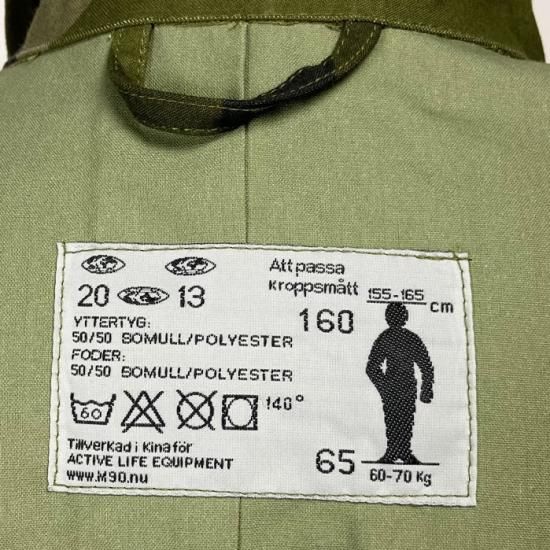 20 13
YTTERTYG:
50/50 BOMULL/POLYESTER
FODER:
50/50 BOMULL/POLYESTER
60
140°
Tillverkad i Kina för
ACTIVE LIFE EQUIPMENT
www.M90.nu
Att passa
Kroppsmått
155-165
cm
160
65
60-70 Kg